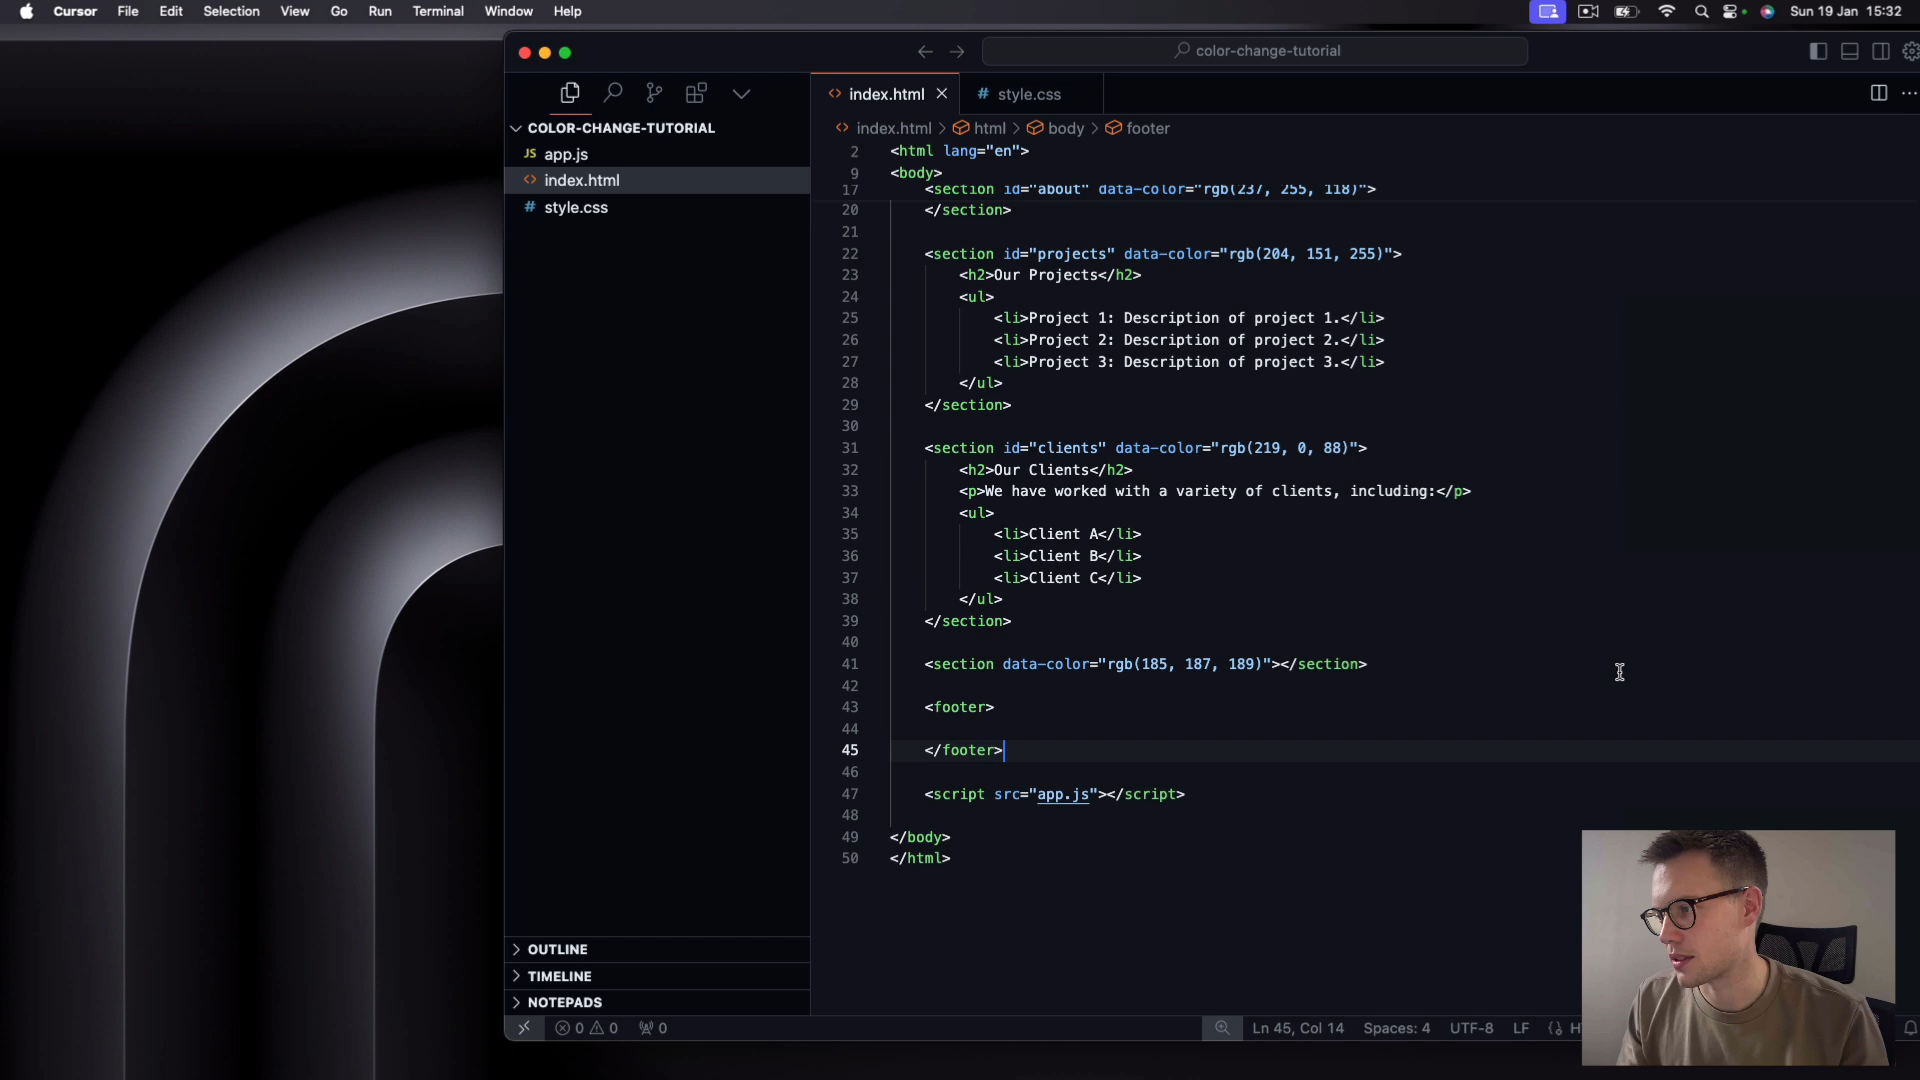 Cursor File Edit Selection View Go Run Terminal Window Help Sun 19 Jan 15:32
color-change-tutorial
index.html # style.css
COLOR-CHANGE-TUTORIAL
JS app.js
index.html
# style.css
index.html > html > body > footer
2 <html lang="en">
9 <body>
17 <section id="about" data-color="rgb(237, 255, 118)">
20 </section>
21
22 <section id="projects" data-color="rgb(204, 151, 255)">
23 <h2>Our Projects</h2>
24 <ul>
25 <li>Project 1: Description of project 1.</li>
26 <li>Project 2: Description of project 2.</li>
27 <li>Project 3: Description of project 3.</li>
28 </ul>
29 </section>
30
31 <section id="clients" data-color="rgb(219, 0, 88)">
32 <h2>Our Clients</h2>
33 <p>We have worked with a variety of clients, including:</p>
34 <ul>
35 <li>Client A</li>
36 <li>Client B</li>
37 <li>Client C</li>
38 </ul>
39 </section>
40
41 <section data-color="rgb(185, 187, 189)"></section>
42
43 <footer>
44
45 </footer>
46
47 <script src="app.js"></script>
48
49 </body>
50 </html>
OUTLINE
TIMELINE
NOTEPADS
0 0 0 Ln 45, Col 14 Spaces: 4 UTF-8 LF {}